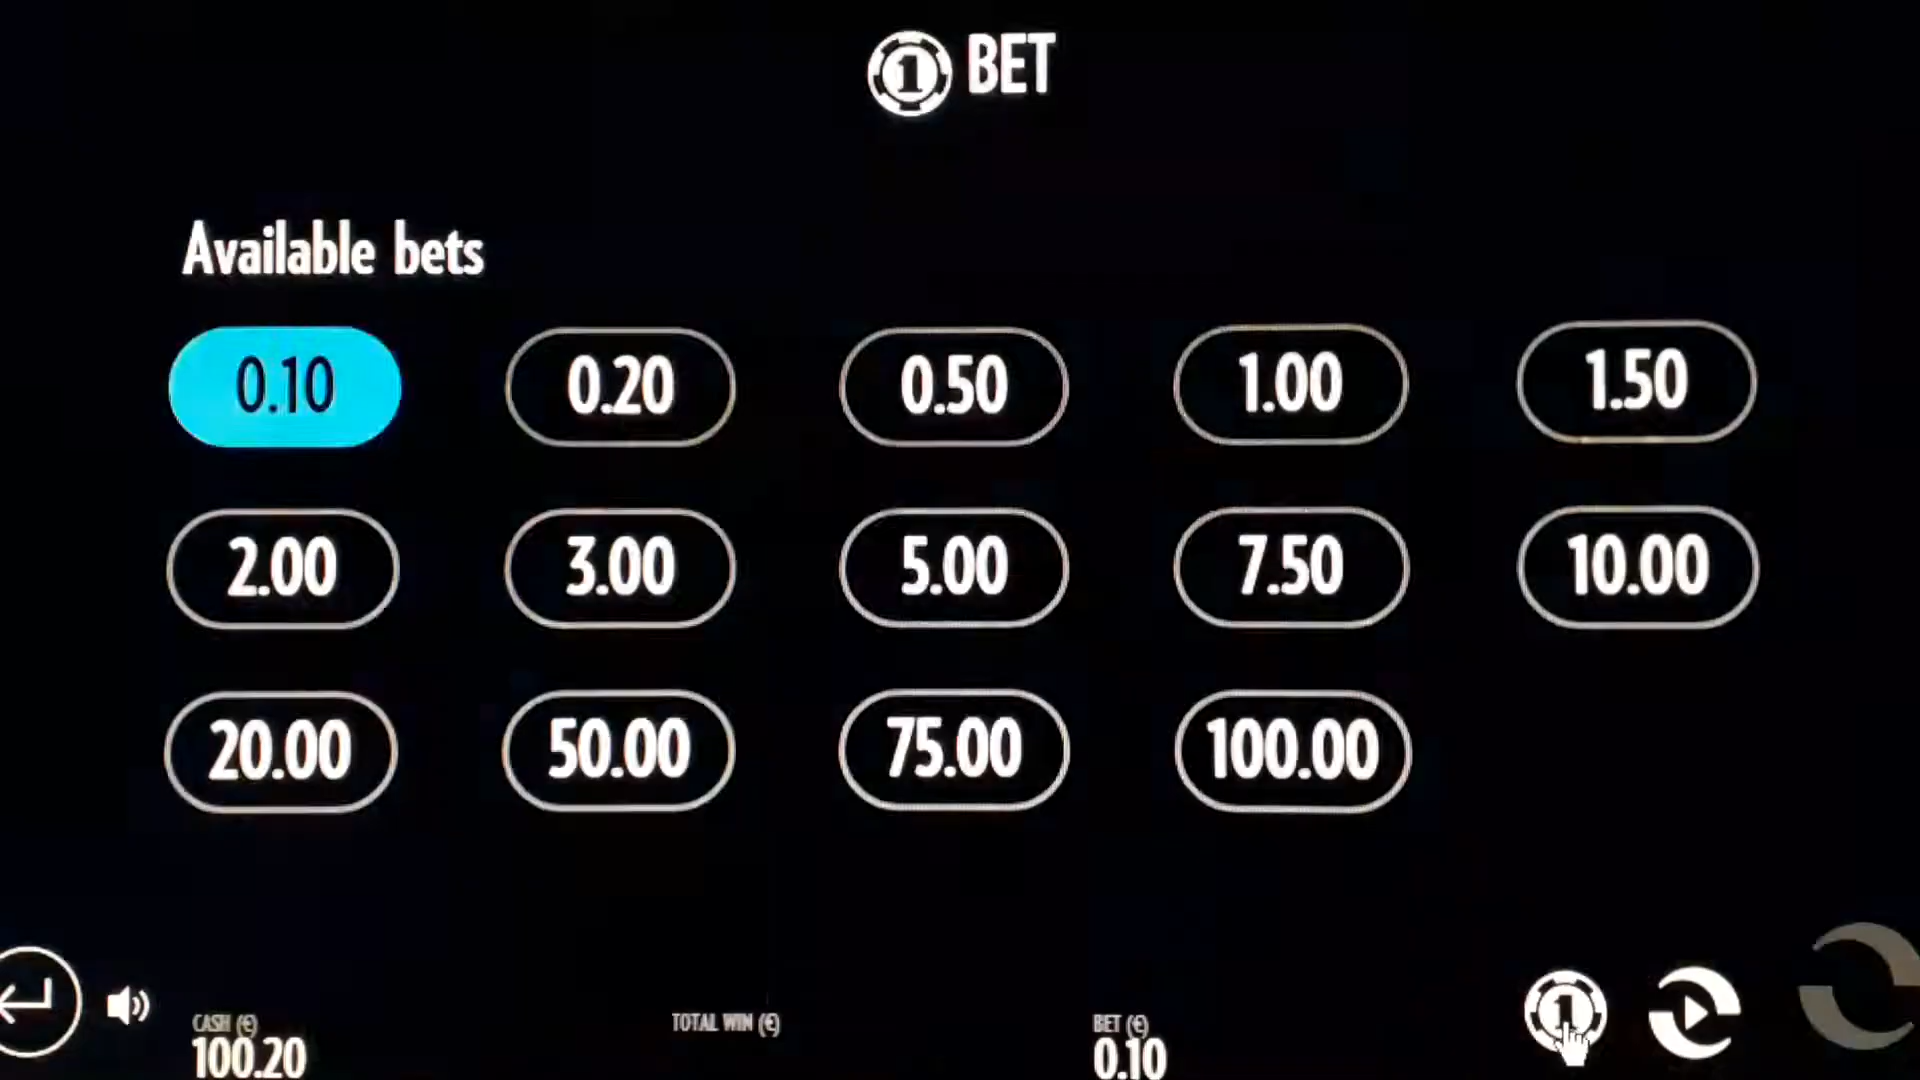 1 BET
Available bets
0.10 0.20 0.50 1.00 1.50
2.00 3.00 5.00 7.50 10.00
20.00 50.00 75.00 100.00
CASH (€) TOTAL WIN (€) BET (€) 1
100.20 0.10